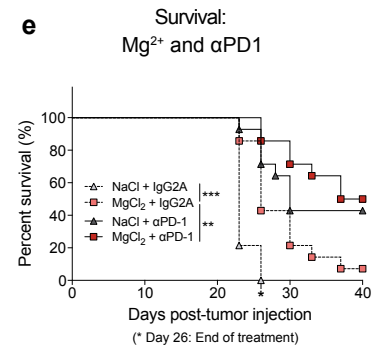 e
Survival:
Mg²⁺ and αPD1
Percent survival (%)
100
80
60
40
20
0
NaCl + IgG2A
MgCl₂ + IgG2A
NaCl + αPD-1
MgCl₂ + αPD-1
***
**
*
0 10 20 30 40
Days post-tumor injection
(* Day 26: End of treatment)